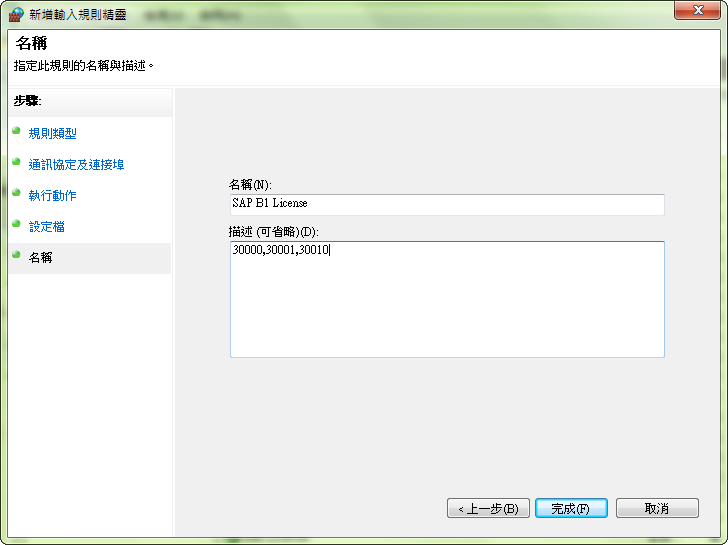 新增輸入規則精靈
名稱
指定此規則的名稱與描述。
步驟:
規則類型
通訊協定及連接埠
執行動作
設定檔
名稱
名稱(N):
SAP B1 License
描述 (可省略)(D):
30000,30001,30010
< 上一步(B)
完成(F)
取消